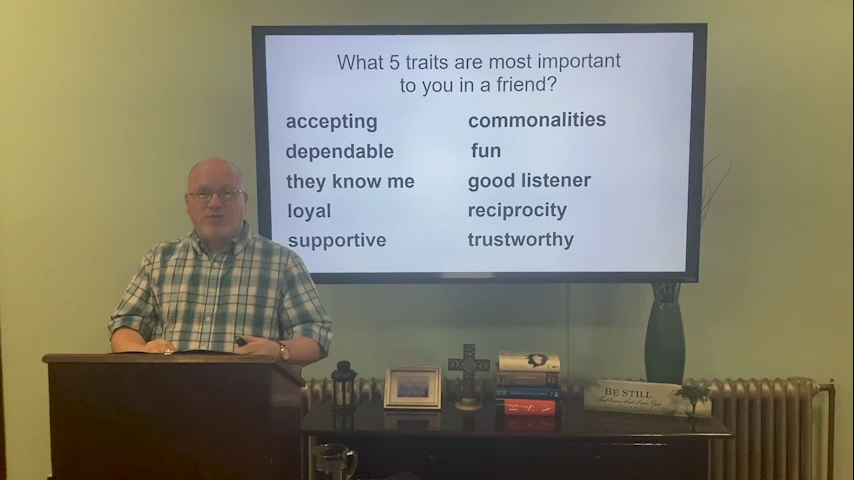 What 5 traits are most important
to you in a friend?
accepting
dependable
they know me
loyal
supportive
commonalities
fun
good listener
reciprocity
trustworthy
BE STILL